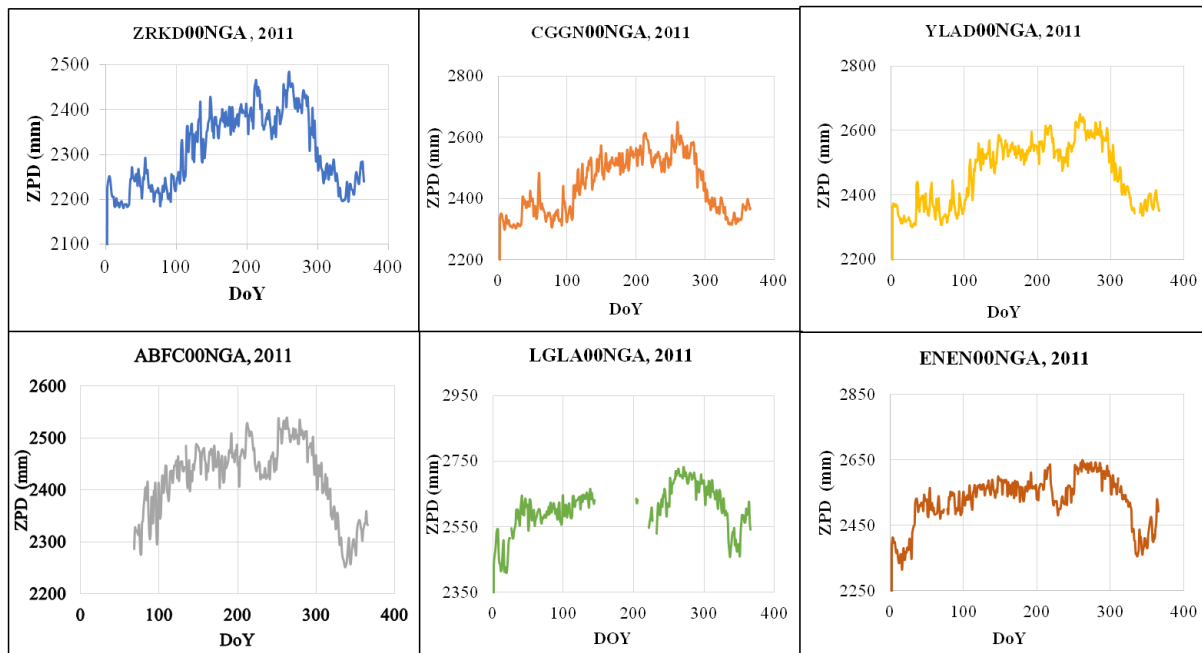 ZRKD00NGA, 2011
ZPD (mm)
2500
2400
2300
2200
2100
0 100 200 300 400
DoY
CGGN00NGA, 2011
ZPD (mm)
2800
2600
2400
2200
0 100 200 300 400
DoY
YLAD00NGA, 2011
ZPD (mm)
2800
2600
2400
2200
0 100 200 300 400
DoY
ABFC00NGA, 2011
ZPD (mm)
2600
2500
2400
2300
2200
0 100 200 300 400
DoY
LGLA00NGA, 2011
ZPD (mm)
2950
2750
2550
2350
0 100 200 300 400
DOY
ENEN00NGA, 2011
ZPD (mm)
2850
2650
2450
2250
0 100 200 300 400
DoY